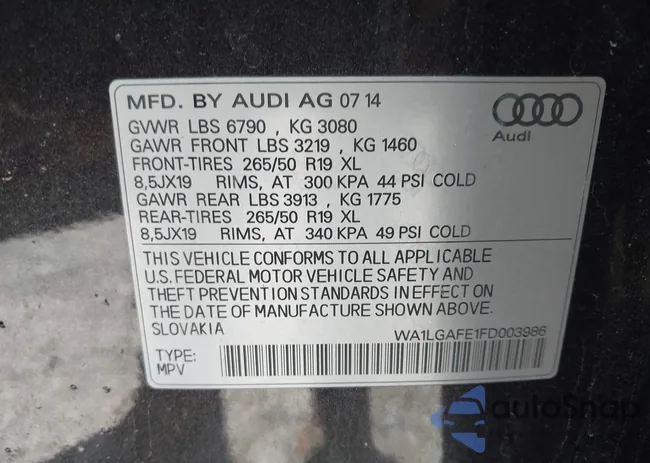 MFD. BY AUDI AG 07 14
Audi
GVWR LBS 6790 , KG 3080
GAWR FRONT LBS 3219 , KG 1460
FRONT-TIRES 265/50 R19 XL
8,5JX19 RIMS, AT 300 KPA 44 PSI COLD
GAWR REAR LBS 3913 , KG 1775
REAR-TIRES 265/50 R19 XL
8,5JX19 RIMS, AT 340 KPA 49 PSI COLD
THIS VEHICLE CONFORMS TO ALL APPLICABLE
U.S. FEDERAL MOTOR VEHICLE SAFETY AND
THEFT PREVENTION STANDARDS IN EFFECT ON
THE DATE OF MANUFACTURE SHOWN ABOVE.
SLOVAKIA WA1LGAFE1FD003986
TYPE:
MPV
autoSnap